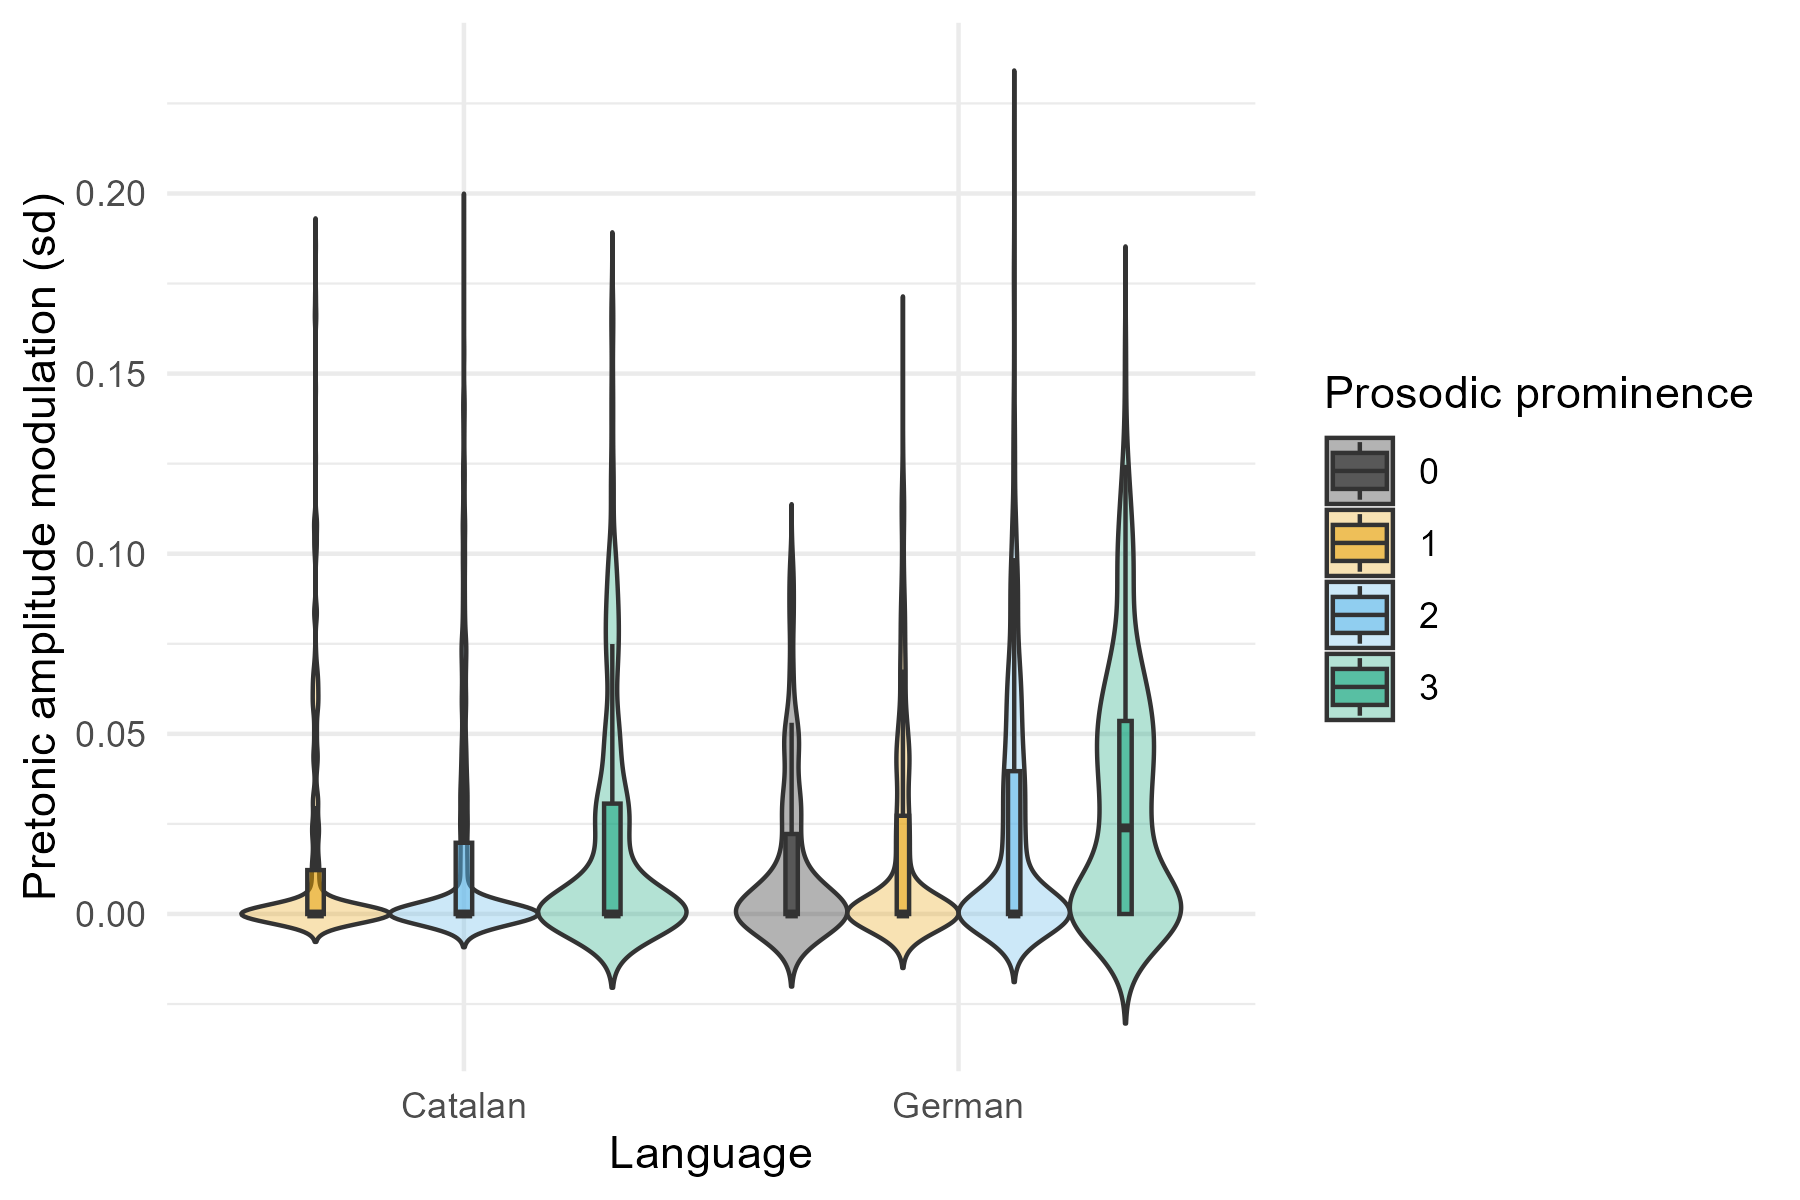 Pretonic amplitude modulation (sd)
0.20
0.15
0.10
0.05
0.00
Catalan
German
Language
Prosodic prominence
0
1
2
3